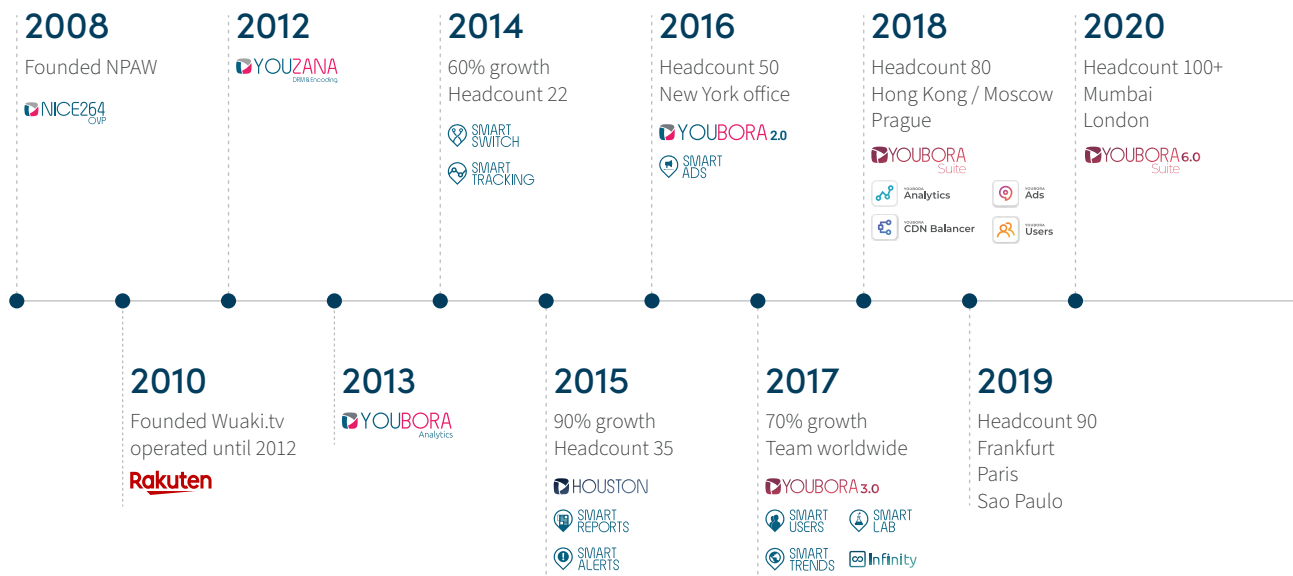 2008
Founded NPAW
NICE264
OVP
2012
YOUZANA
DRM & Encoding
2014
60% growth
Headcount 22
SMART
SWITCH
SMART
TRACKING
2016
Headcount 50
New York office
YOUBORA 2.0
SMART
ADS
2018
Headcount 80
Hong Kong / Moscow
Prague
YOUBORA
Suite
YOUBORA
Analytics
YOUBORA
Ads
YOUBORA
CDN Balancer
YOUBORA
Users
2020
Headcount 100+
Mumbai
London
YOUBORA 6.0
Suite
2010
Founded Wuaki.tv
operated until 2012
Rakuten
2013
YOUBORA
Analytics
2015
90% growth
Headcount 35
HOUSTON
SMART
REPORTS
SMART
ALERTS
2017
70% growth
Team worldwide
YOUBORA 3.0
SMART
USERS
SMART
LAB
SMART
TRENDS
Infinity
2019
Headcount 90
Frankfurt
Paris
Sao Paulo